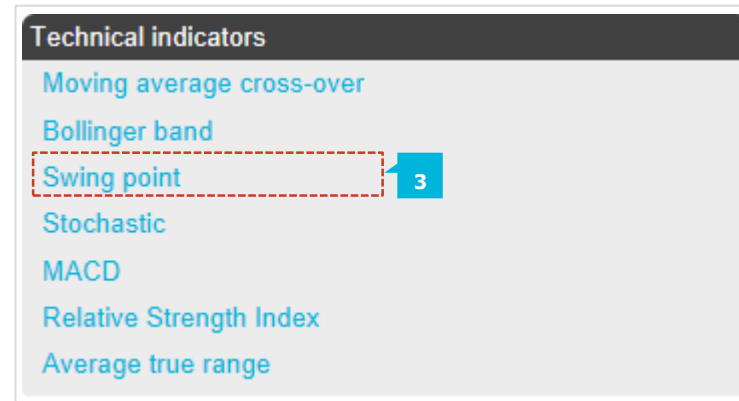 Technical indicators
Moving average cross-over
Bollinger band
Swing point
3
Stochastic
MACD
Relative Strength Index
Average true range